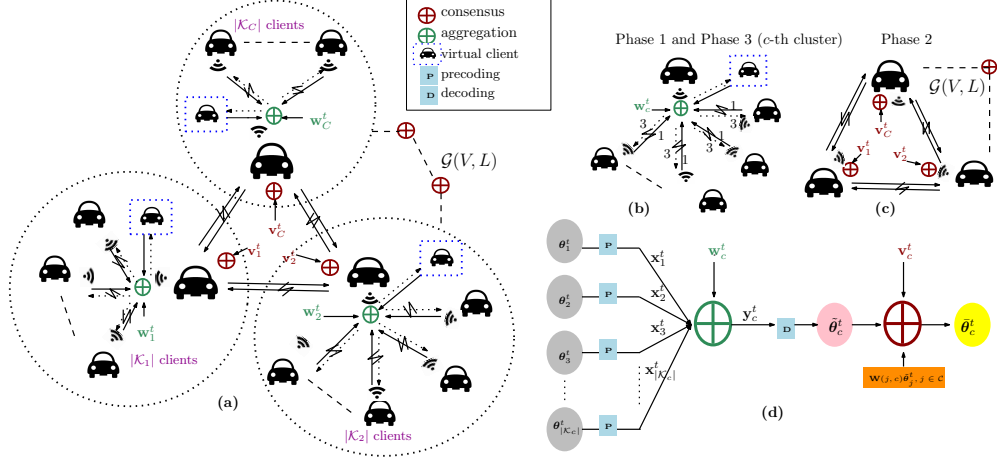 |𝒦_C| clients
consensus
aggregation
virtual client
P precoding
D decoding
w_C^t
v_C^t
v_1^t
v_2^t
𝒢(V, L)
w_1^t
w_2^t
|𝒦_1| clients
|𝒦_2| clients
(a)
Phase 1 and Phase 3 (c-th cluster)
w_c^t
1
3
3
1
3
1
3
1
(b)
Phase 2
𝒢(V, L)
v_C^t
v_1^t
v_2^t
(c)
θ_1^t
P
x_1^t
θ_2^t
P
x_2^t
θ_3^t
P
x_3^t
θ_{|𝒦_c|}^t
P
x_{|𝒦_c|}^t
w_c^t
y_c^t
D
θ̃_c^t
v_c^t
θ̄_c^t
W(j, c)θ̃_j^t, j ∈ 𝒞
(d)